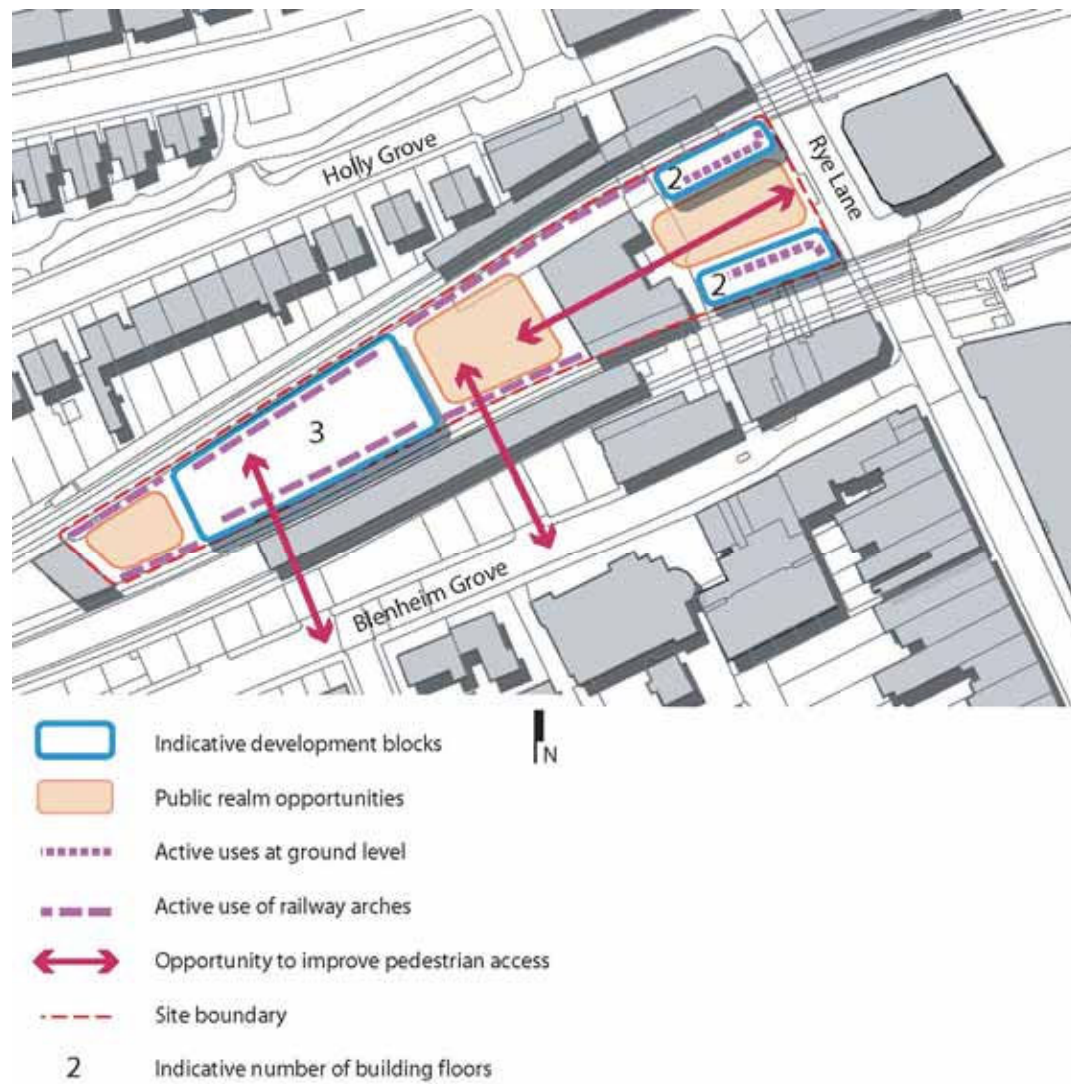 Holly Grove
Rye Lane
2
2
3
Blenheim Grove
N
Indicative development blocks
Public realm opportunities
Active uses at ground level
Active use of railway arches
Opportunity to improve pedestrian access
Site boundary
2 Indicative number of building floors